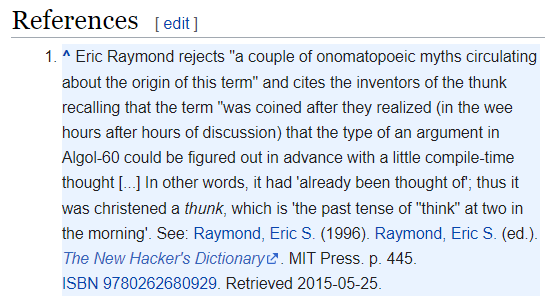 References [ edit ]
1. ^ Eric Raymond rejects "a couple of onomatopoeic myths circulating
about the origin of this term" and cites the inventors of the thunk
recalling that the term "was coined after they realized (in the wee
hours after hours of discussion) that the type of an argument in
Algol-60 could be figured out in advance with a little compile-time
thought [...] In other words, it had 'already been thought of'; thus it
was christened a thunk, which is 'the past tense of "think" at two in
the morning'. See: Raymond, Eric S. (1996). Raymond, Eric S. (ed.).
The New Hacker's Dictionary. MIT Press. p. 445.
ISBN 9780262680929. Retrieved 2015-05-25.